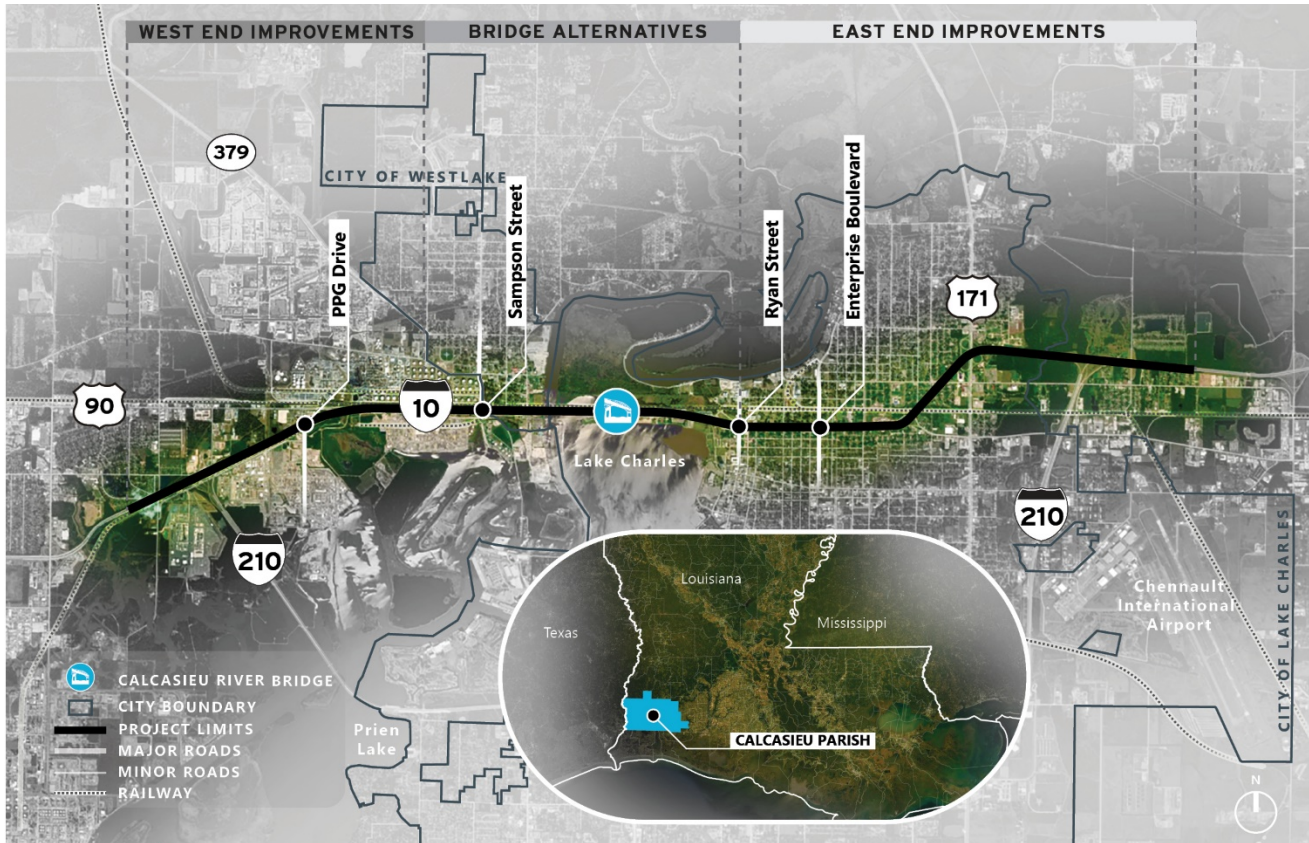 WEST END IMPROVEMENTS
BRIDGE ALTERNATIVES
EAST END IMPROVEMENTS
379
CITY OF WESTLAKE
PPG Drive
Sampson Street
Ryan Street
Enterprise Boulevard
171
90
10
Lake Charles
210
210
Chennault
International
Airport
CITY OF LAKE CHARLES
Louisiana
Texas
Mississippi
CALCASIEU PARISH
Prien
Lake
CALCASIEU RIVER BRIDGE
CITY BOUNDARY
PROJECT LIMITS
MAJOR ROADS
MINOR ROADS
RAILWAY
N